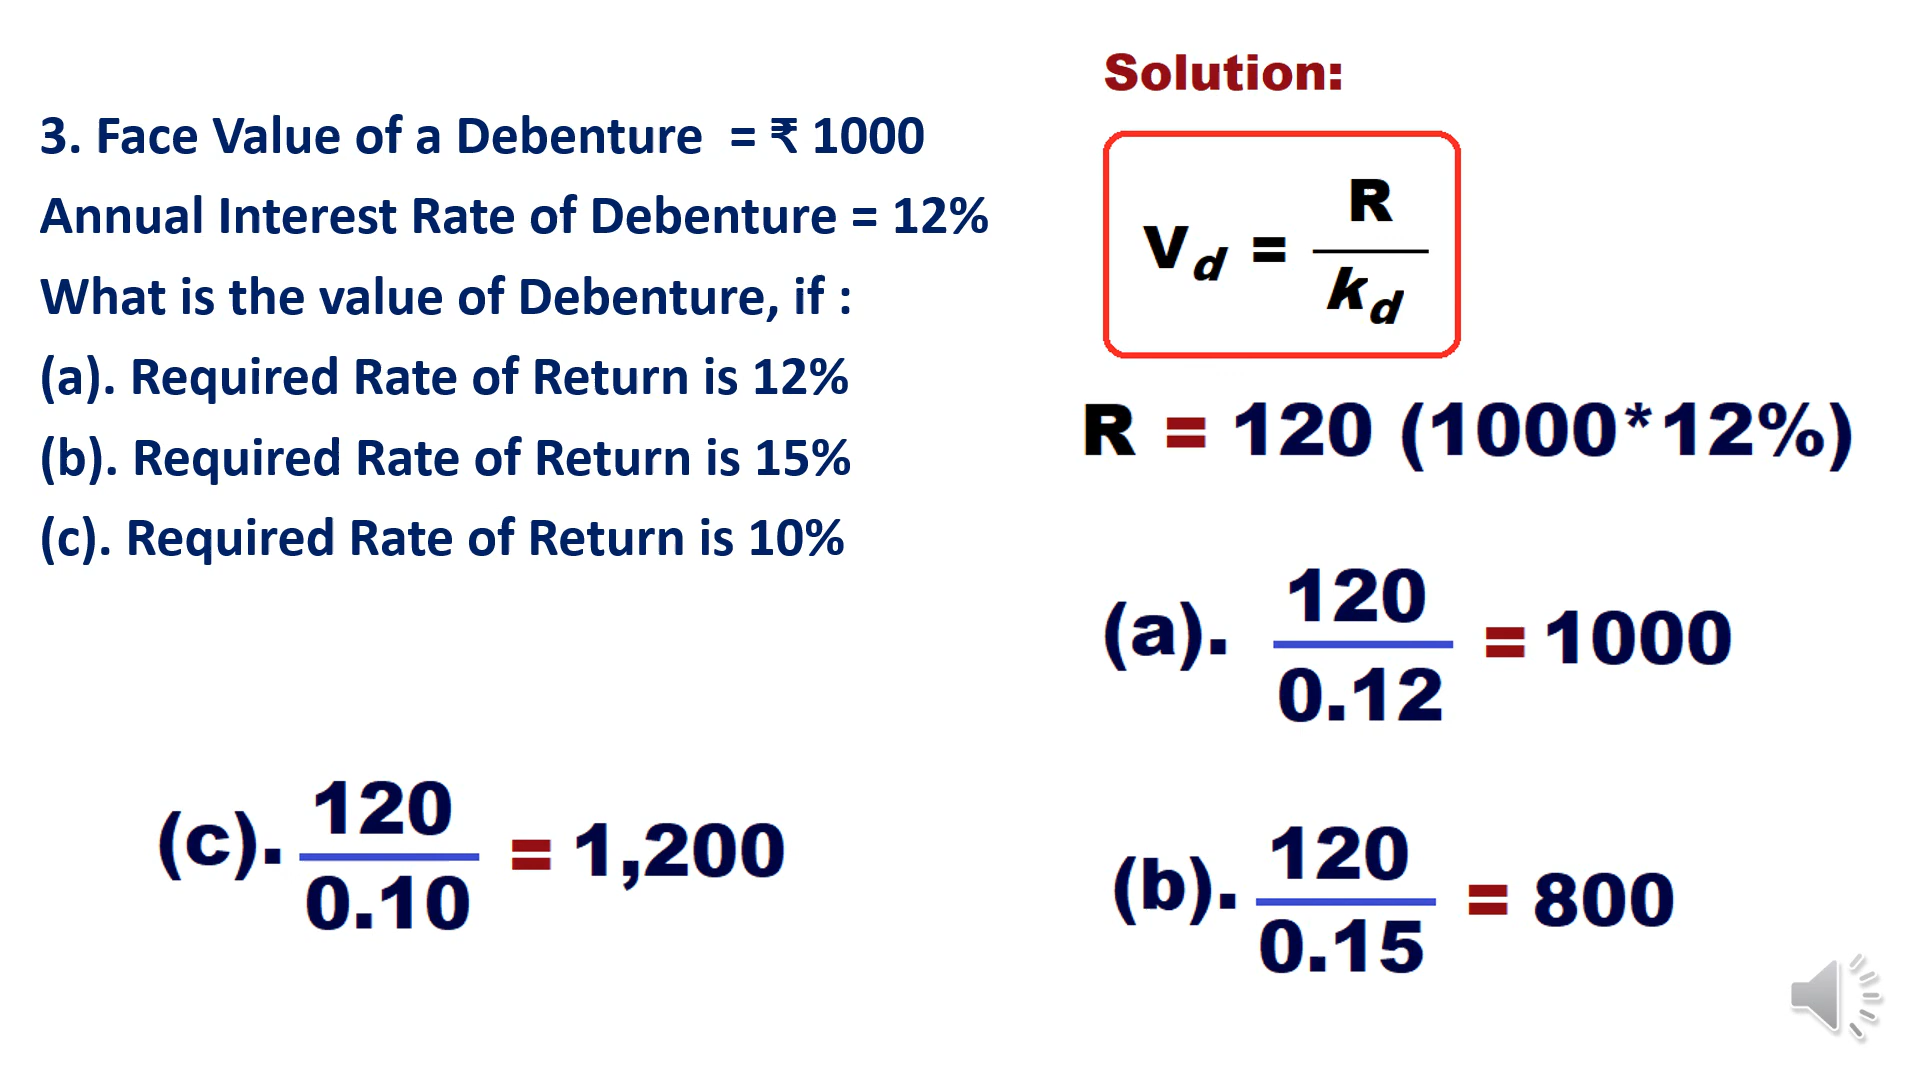 3. Face Value of a Debenture = ₹ 1000
Annual Interest Rate of Debenture = 12%
What is the value of Debenture, if :
(a). Required Rate of Return is 12%
(b). Required Rate of Return is 15%
(c). Required Rate of Return is 10%
Solution:
V_d = R / k_d
R = 120 (1000*12%)
(a). 120 / 0.12 = 1000
(b). 120 / 0.15 = 800
(c). 120 / 0.10 = 1,200